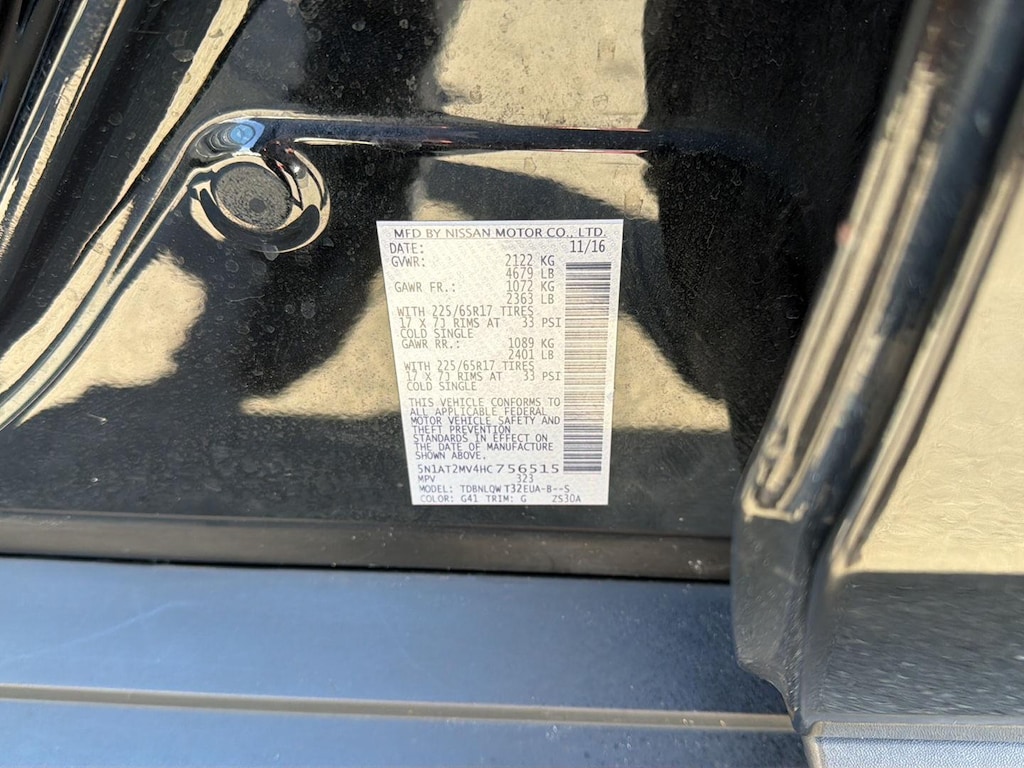 MFD BY NISSAN MOTOR CO., LTD.
DATE: 11/16
GVWR: 2122 KG
4679 LB
GAWR FR.: 1072 KG
2363 LB
WITH 225/65R17 TIRES
17 X 7J RIMS AT 33 PSI
COLD SINGLE
GAWR RR.: 1089 KG
2401 LB
WITH 225/65R17 TIRES
17 X 7J RIMS AT 33 PSI
COLD SINGLE
THIS VEHICLE CONFORMS TO
ALL APPLICABLE FEDERAL
MOTOR VEHICLE SAFETY AND
THEFT PREVENTION
STANDARDS IN EFFECT ON
THE DATE OF MANUFACTURE
SHOWN ABOVE.
5N1AT2MV4HC756515
MPV 323
MODEL: TDBNLQW T32EUA-B--S
COLOR: G41 TRIM: G ZS30A